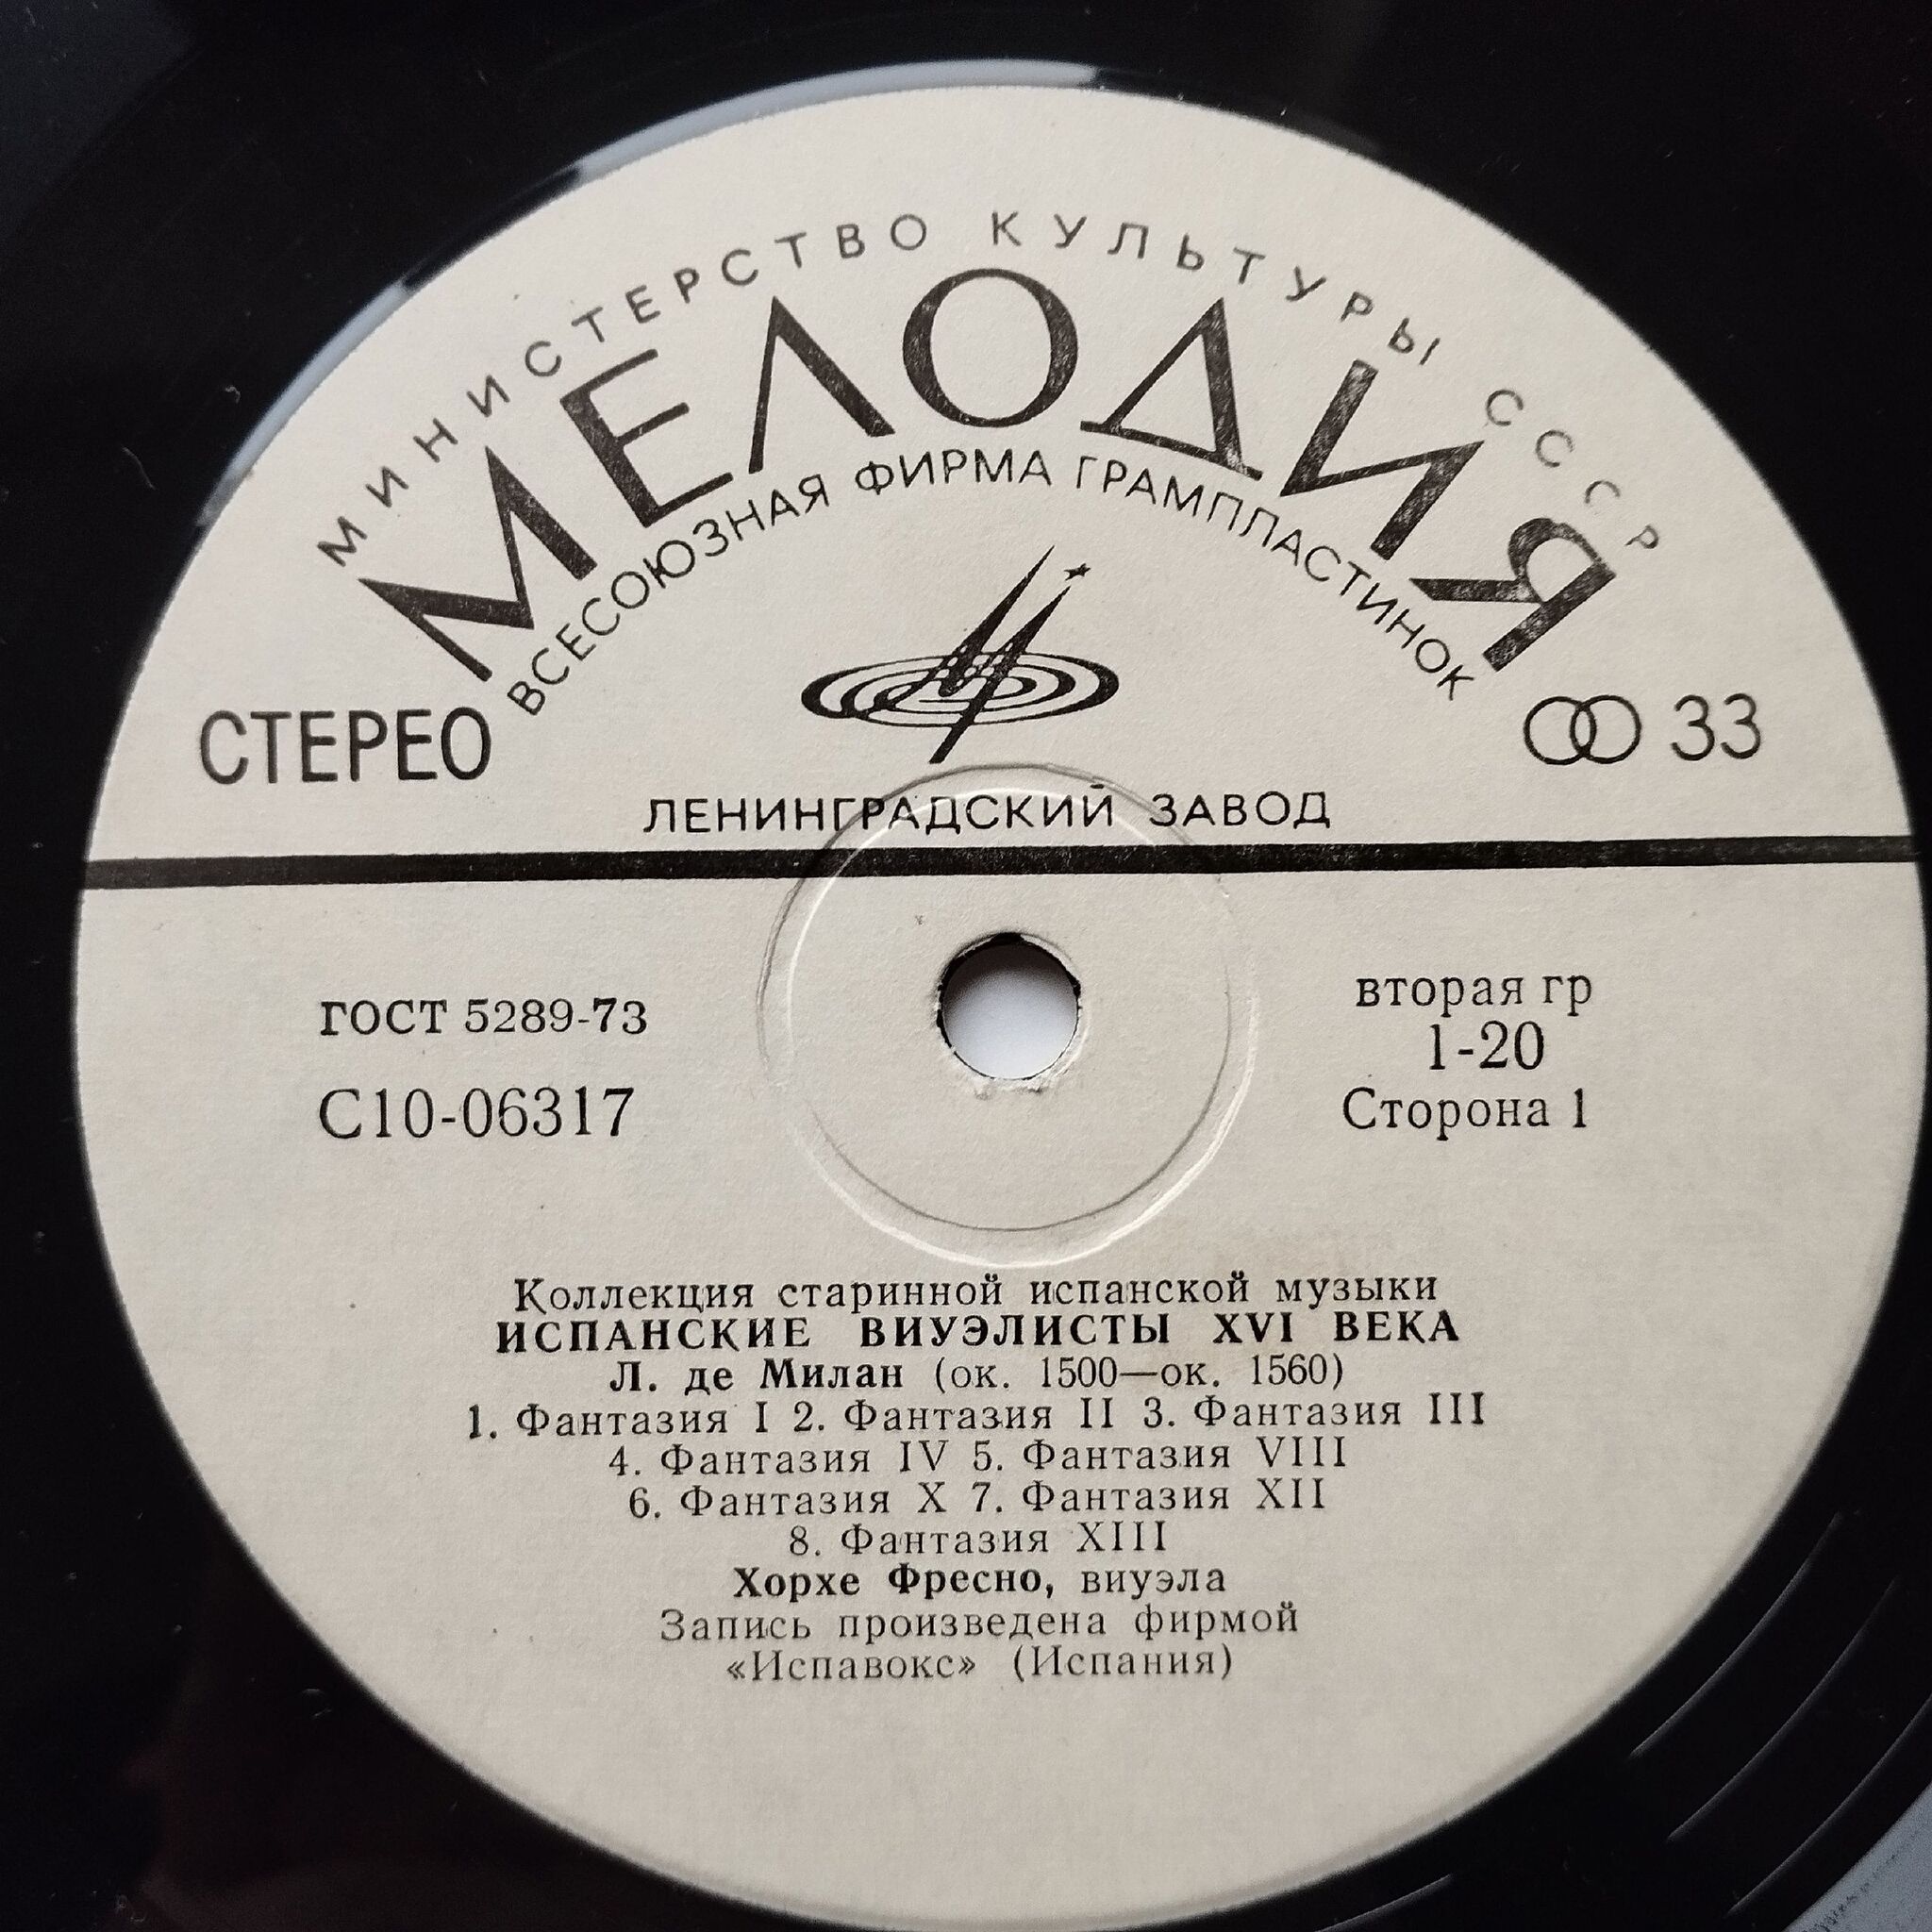 МИНИСТЕРСТВО КУЛЬТУРЫ СССР
МЕЛОДИЯ
ВСЕСОЮЗНАЯ ФИРМА ГРАМПЛАСТИНОК
СТЕРЕО
33
ЛЕНИНГРАДСКИЙ ЗАВОД
ГОСТ 5289-73
С10-06317
вторая гр
1-20
Сторона 1
Коллекция старинной испанской музыки
ИСПАНСКИЕ ВИУЭЛИСТЫ XVI ВЕКА
Л. де Милан (ок. 1500—ок. 1560)
1. Фантазия I 2. Фантазия II 3. Фантазия III
4. Фантазия IV 5. Фантазия VIII
6. Фантазия X 7. Фантазия XII
8. Фантазия XIII
Хорхе Фресно, виуэла
Запись произведена фирмой
«Испавокс» (Испания)